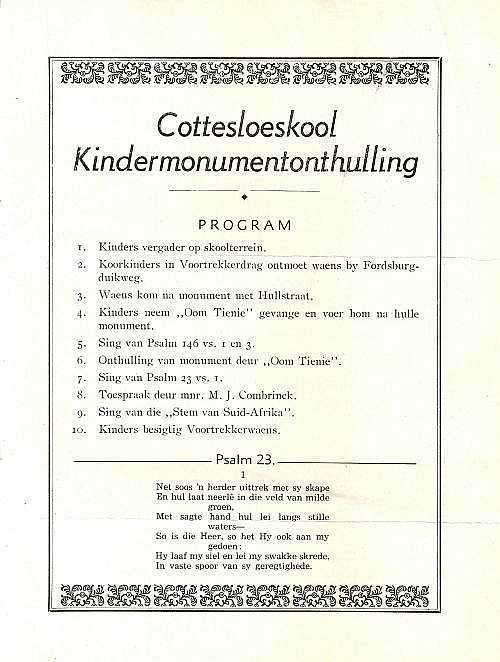 Cottesloeskool
Kindermonumentonthulling
PROGRAM
1. Kinders vergader op skoolterrein.
2. Koorkinders in Voortrekkerdrag ontmoet waens by Fordsburg-
duikweg.
3. Waens kom na monument met Hullstraat.
4. Kinders neem ,,Oom Tienie" gevange en voer hom na hulle
monument.
5. Sing van Psalm 146 vs. 1 en 3.
6. Onthulling van monument deur ,,Oom Tienie".
7. Sing van Psalm 23 vs. 1.
8. Toespraak deur mnr. M. J. Combrinck.
9. Sing van die ,,Stem van Suid-Afrika".
10. Kinders besigtig Voortrekkerwaens.
Psalm 23.
1
Net soos 'n herder uittrek met sy skape
En hul laat neerlê in die veld van milde
groen,
Met sagte hand hul lei langs stille
waters—
So is die Heer, so het Hy ook aan my
gedoen:
Hy laaf my siel en lei my swakke skrede,
In vaste spoor van sy geregtighede.